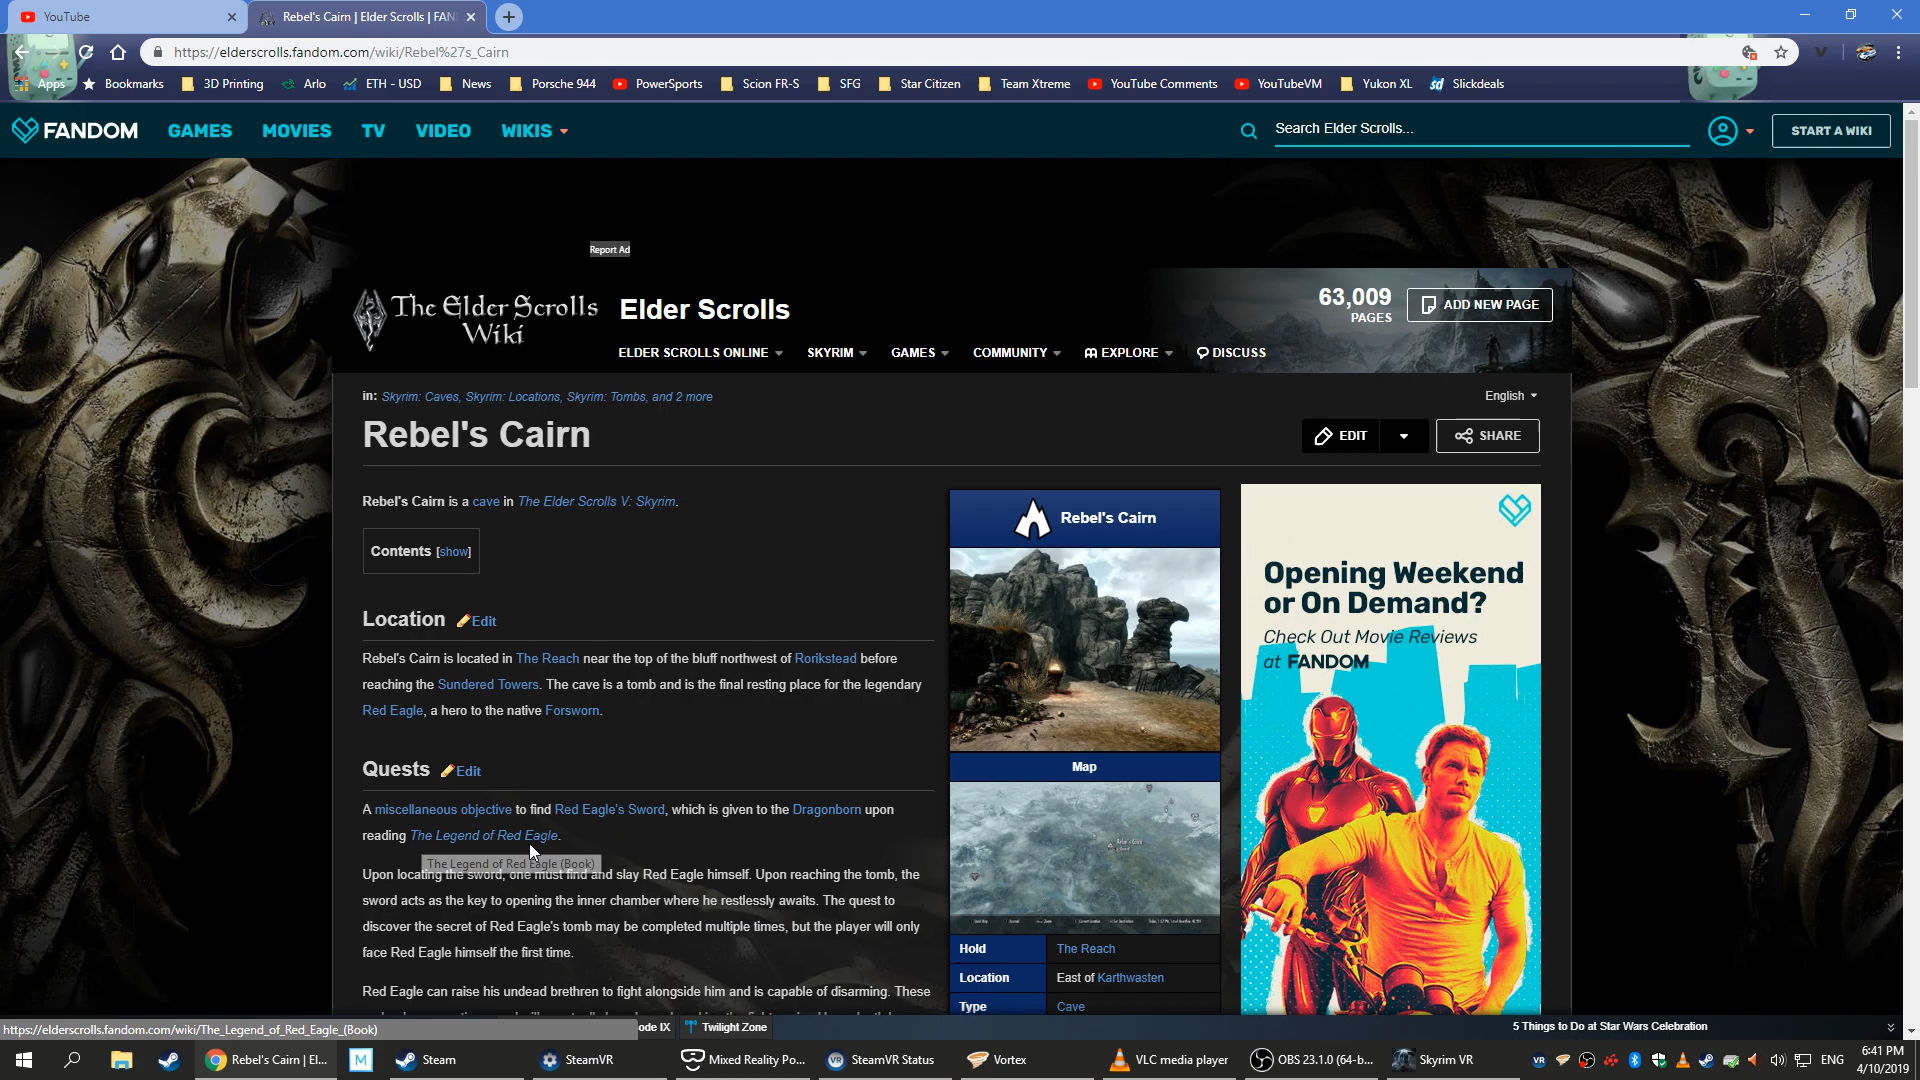 YouTube
Rebel's Cairn | Elder Scrolls | FAN
https://elderscrolls.fandom.com/wiki/Rebel%27s_Cairn
Apps Bookmarks 3D Printing Arlo ETH - USD News Porsche 944 PowerSports Scion FR-S SFG Star Citizen Team Xtreme YouTube Comments YouTubeVM Yukon XL Slickdeals
FANDOM GAMES MOVIES TV VIDEO WIKIS Search Elder Scrolls... START A WIKI
Report Ad
The Elder Scrolls
Wiki
Elder Scrolls
63,009
PAGES
ADD NEW PAGE
ELDER SCROLLS ONLINE SKYRIM GAMES COMMUNITY EXPLORE DISCUSS
in: Skyrim: Caves, Skyrim: Locations, Skyrim: Tombs, and 2 more
English
Rebel's Cairn
EDIT SHARE
Rebel's Cairn is a cave in The Elder Scrolls V: Skyrim.
Contents [show]
Location Edit
Rebel's Cairn is located in The Reach near the top of the bluff northwest of Rorikstead before
reaching the Sundered Towers. The cave is a tomb and is the final resting place for the legendary
Red Eagle, a hero to the native Forsworn.
Quests Edit
A miscellaneous objective to find Red Eagle's Sword, which is given to the Dragonborn upon
reading The Legend of Red Eagle.
The Legend of Red Eagle (Book)
Upon locating the sword, one must find and slay Red Eagle himself. Upon reaching the tomb, the
sword acts as the key to opening the inner chamber where he restlessly awaits. The quest to
discover the secret of Red Eagle's tomb may be completed multiple times, but the player will only
face Red Eagle himself the first time.
Red Eagle can raise his undead brethren to fight alongside him and is capable of disarming. These
Rebel's Cairn
Map
Hold The Reach
Location East of Karthwasten
Type Cave
Opening Weekend
or On Demand?
Check Out Movie Reviews
at FANDOM
https://elderscrolls.fandom.com/wiki/The_Legend_of_Red_Eagle_(Book)
ode IX Twilight Zone
5 Things to Do at Star Wars Celebration
Rebel's Cairn | El... M Steam SteamVR Mixed Reality Po... SteamVR Status Vortex VLC media player OBS 23.1.0 (64-b... Skyrim VR
ENG
6:41 PM
4/10/2019